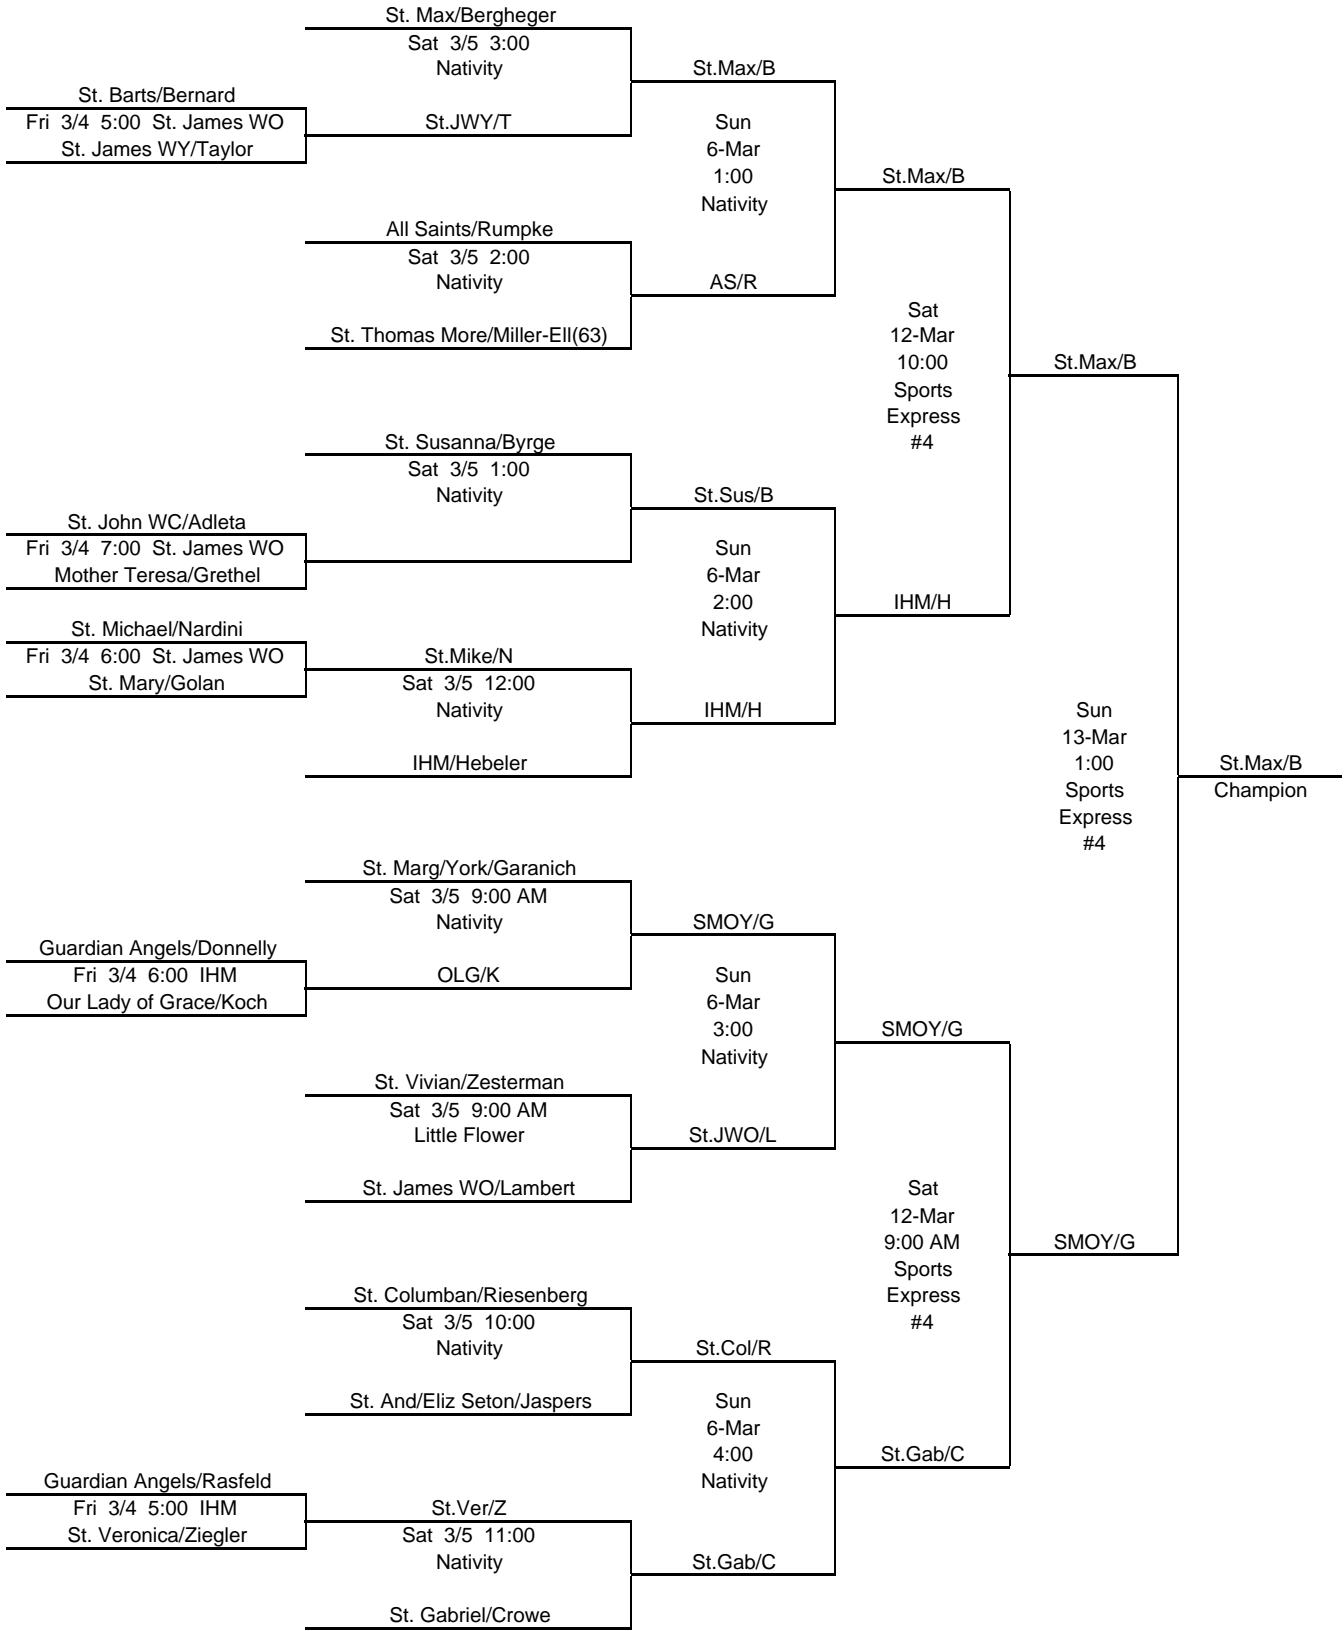 St. Max/Bergheger
Sat 3/5 3:00
Nativity
St.Max/B
St. Barts/Bernard
Fri 3/4 5:00 St. James WO
St. James WY/Taylor
St.JWY/T
Sun
6-Mar
1:00
Nativity
St.Max/B
All Saints/Rumpke
Sat 3/5 2:00
Nativity
AS/R
St. Thomas More/Miller-Ell(63)
Sat
12-Mar
10:00
Sports
Express
#4
St.Max/B
St. Susanna/Byrge
Sat 3/5 1:00
Nativity
St.Sus/B
St. John WC/Adleta
Fri 3/4 7:00 St. James WO
Mother Teresa/Grethel
Sun
6-Mar
2:00
Nativity
IHM/H
St. Michael/Nardini
Fri 3/4 6:00 St. James WO
St. Mary/Golan
St.Mike/N
Sat 3/5 12:00
Nativity
IHM/H
IHM/Hebeler
Sun
13-Mar
1:00
Sports
Express
#4
St.Max/B
Champion
St. Marg/York/Garanich
Sat 3/5 9:00 AM
Nativity
SMOY/G
Guardian Angels/Donnelly
Fri 3/4 6:00 IHM
Our Lady of Grace/Koch
OLG/K
Sun
6-Mar
3:00
Nativity
SMOY/G
St. Vivian/Zesterman
Sat 3/5 9:00 AM
Little Flower
St.JWO/L
St. James WO/Lambert
Sat
12-Mar
9:00 AM
Sports
Express
#4
SMOY/G
St. Columban/Riesenberg
Sat 3/5 10:00
Nativity
St.Col/R
St. And/Eliz Seton/Jaspers
Sun
6-Mar
4:00
Nativity
St.Gab/C
Guardian Angels/Rasfeld
Fri 3/4 5:00 IHM
St. Veronica/Ziegler
St.Ver/Z
Sat 3/5 11:00
Nativity
St.Gab/C
St. Gabriel/Crowe